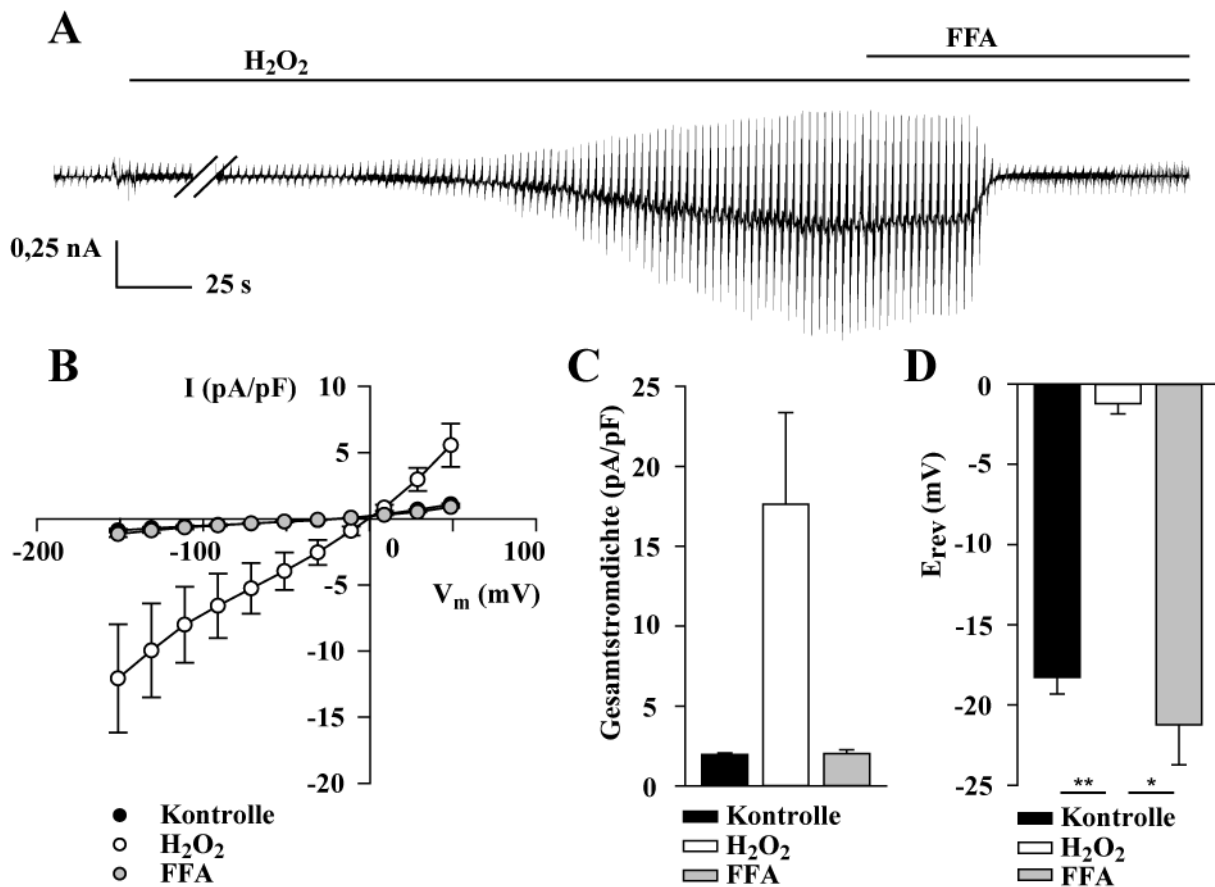 A
FFA
H₂O₂
0,25 nA
25 s
B
I (pA/pF)
10
5
-200
-100
0
100
Vₘ (mV)
-5
-10
-15
-20
Kontrolle
H₂O₂
FFA
C
Gesamtstromdichte (pA/pF)
25
20
15
10
5
0
Kontrolle
H₂O₂
FFA
D
Erev (mV)
0
-5
-10
-15
-20
-25
**
*
Kontrolle
H₂O₂
FFA